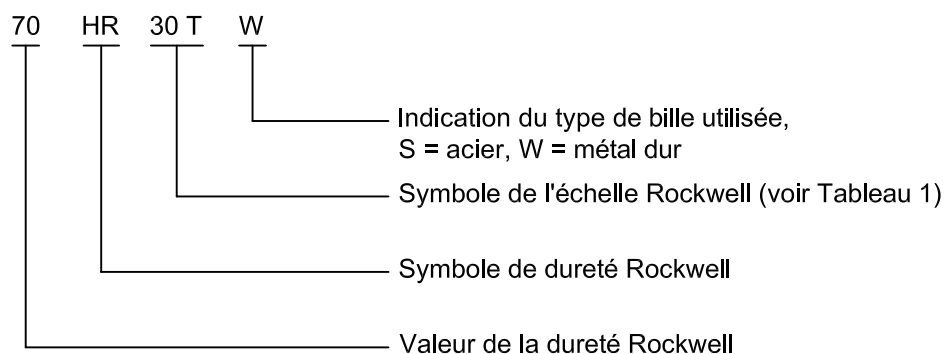 70 HR 30 T W
Indication du type de bille utilisée,
S = acier, W = métal dur
Symbole de l'échelle Rockwell (voir Tableau 1)
Symbole de dureté Rockwell
Valeur de la dureté Rockwell